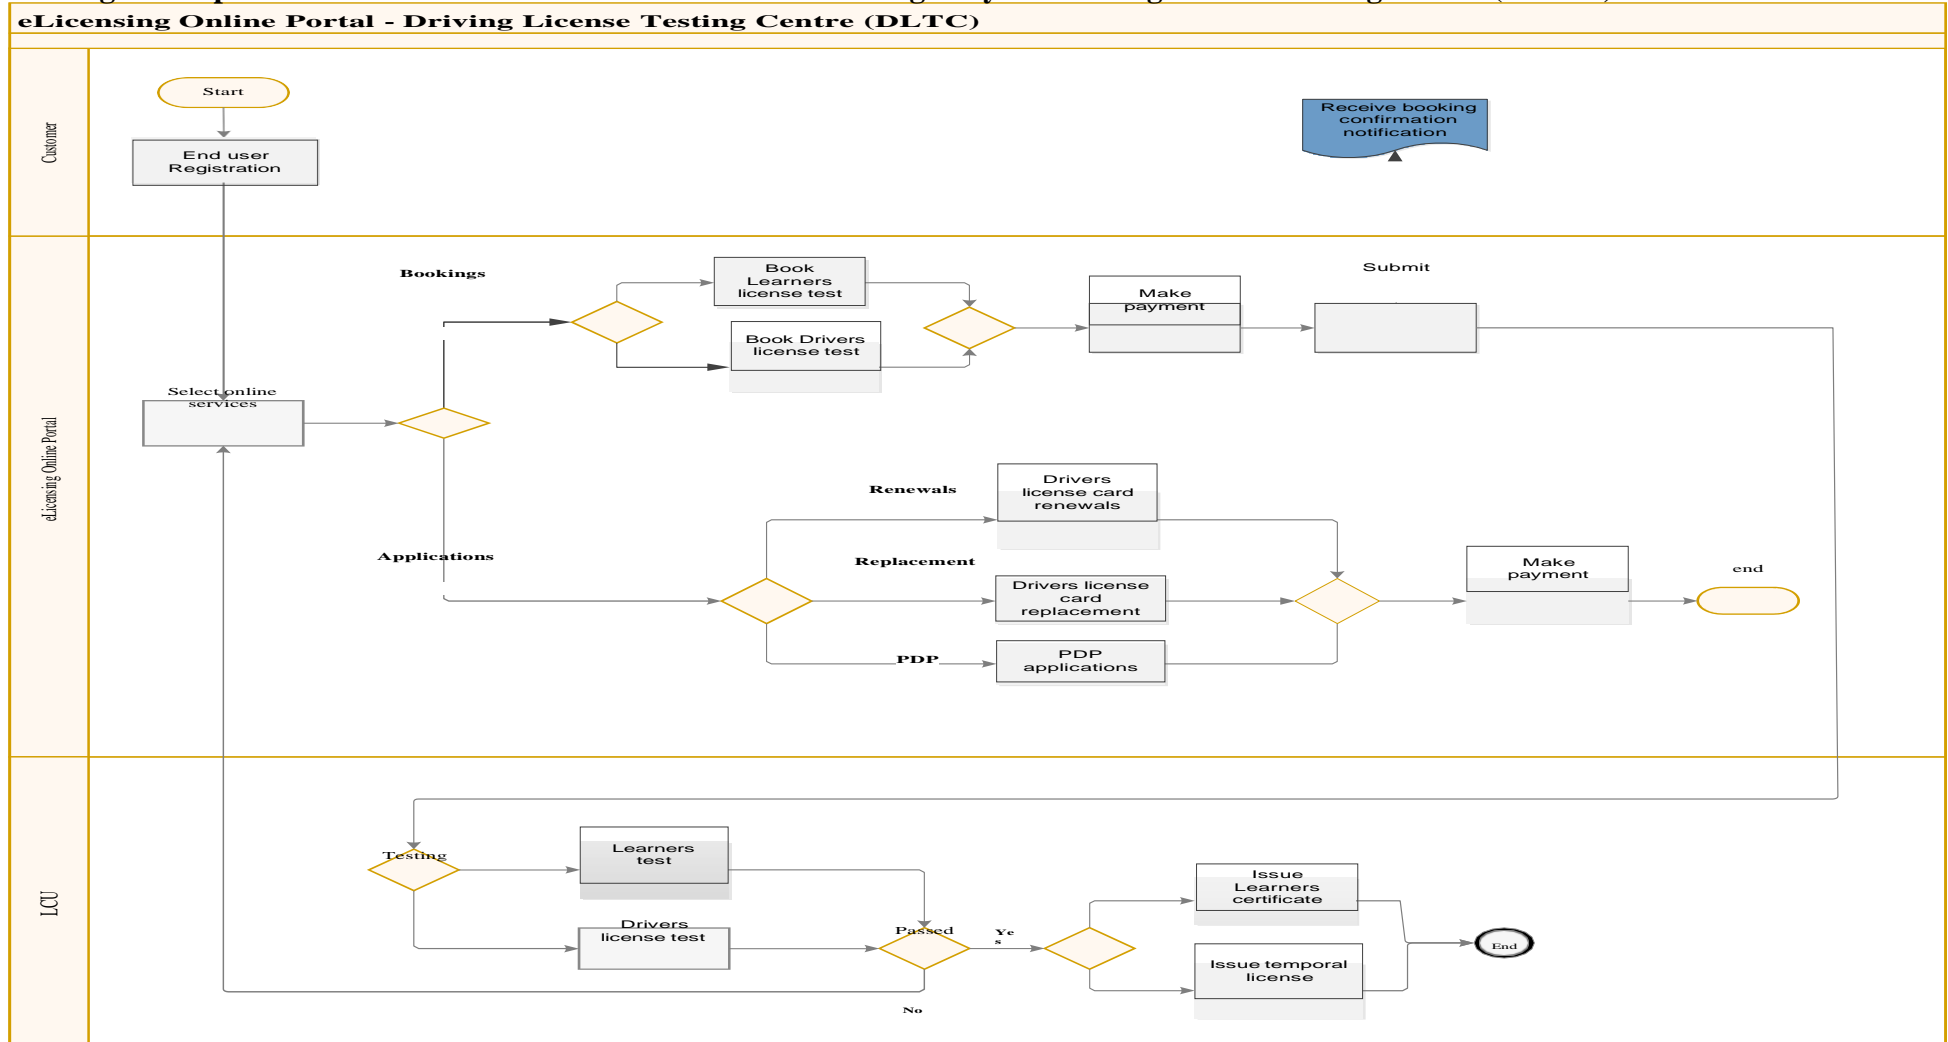 eLicensing Online Portal - Driving License Testing Centre (DLTC)
Customer
Start
End user
Registration
Receive booking
confirmation
notification
eLicensing Online Portal
Bookings
Book
Learners
license test
Book Drivers
license test
Make
payment
Submit
Select online
services
Applications
Renewals
Drivers
license card
renewals
Replacement
Drivers license
card
replacement
PDP
PDP
applications
Make
payment
end
LCU
Testing
Learners
test
Drivers
license test
Passed
Ye
s
No
Issue
Learners
certificate
Issue temporal
license
End